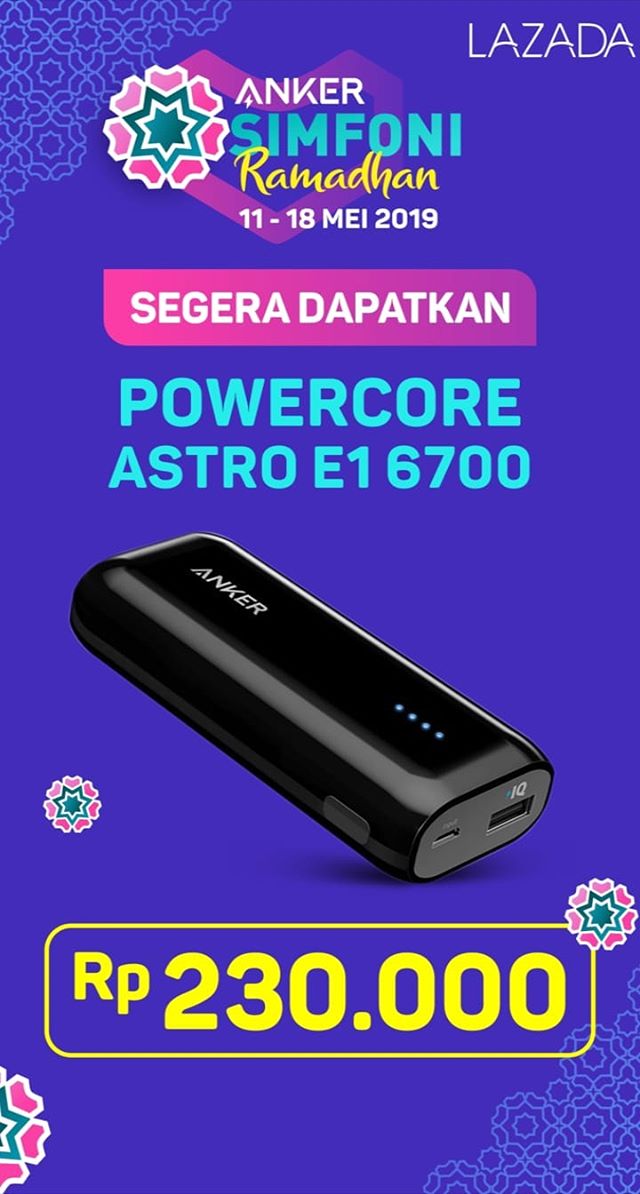 LAZADA
ANKER
SIMFONI
Ramadhan
11 - 18 MEI 2019
SEGERA DAPATKAN
POWERCORE
ASTRO E1 6700
ANKER
IQ
Input
Rp 230.000